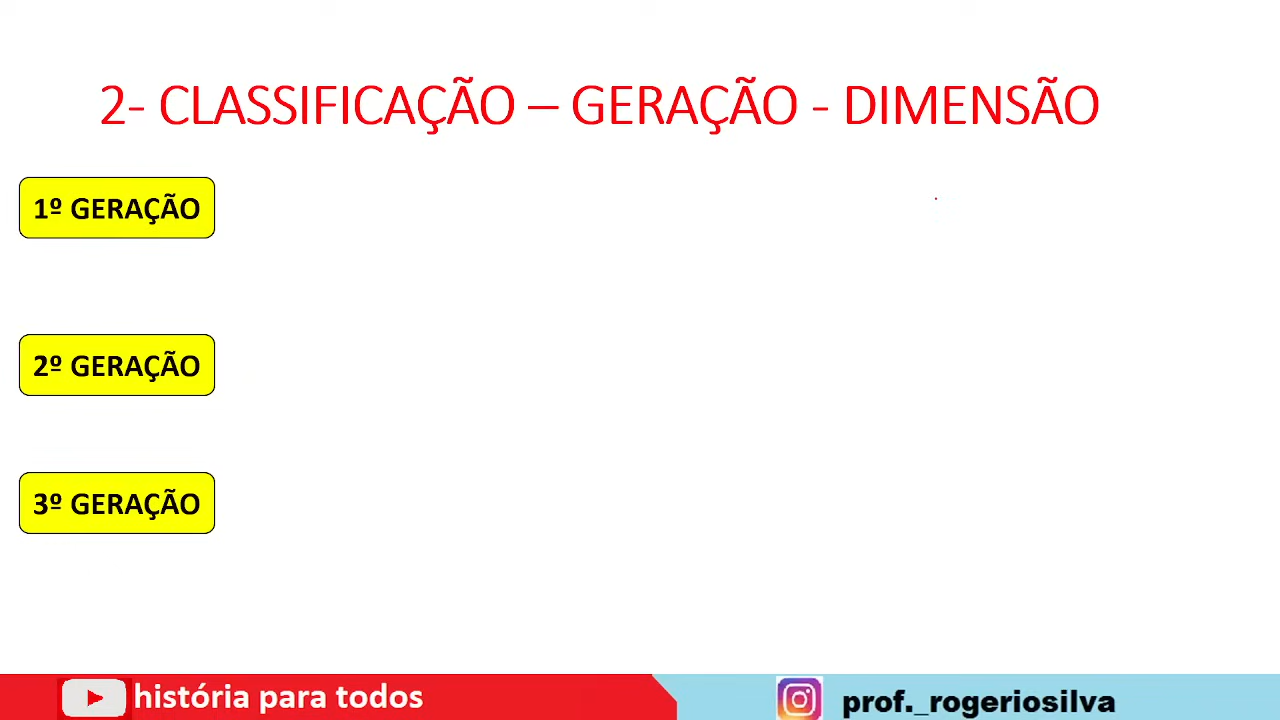 2- CLASSIFICAÇÃO – GERAÇÃO - DIMENSÃO
1º GERAÇÃO
2º GERAÇÃO
3º GERAÇÃO
história para todos
prof._rogeriosilva